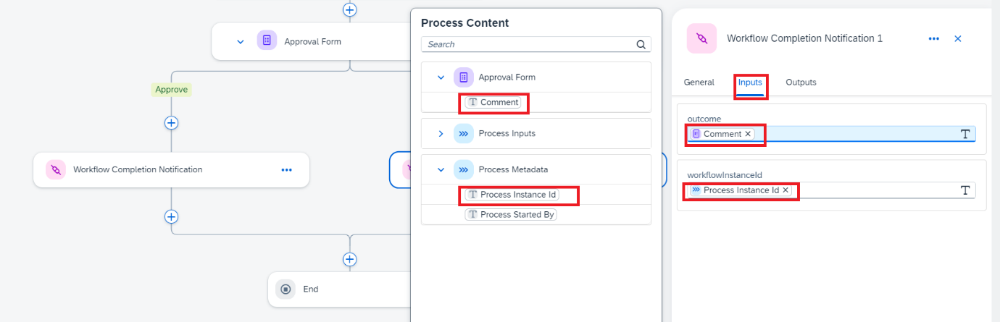 Approval Form
Approve
Workflow Completion Notification
End
Process Content
Search
Approval Form
Comment
Process Inputs
Process Metadata
Process Instance Id
Process Started By
Workflow Completion Notification 1
General
Inputs
Outputs
outcome
Comment
workflowInstanceId
Process Instance Id